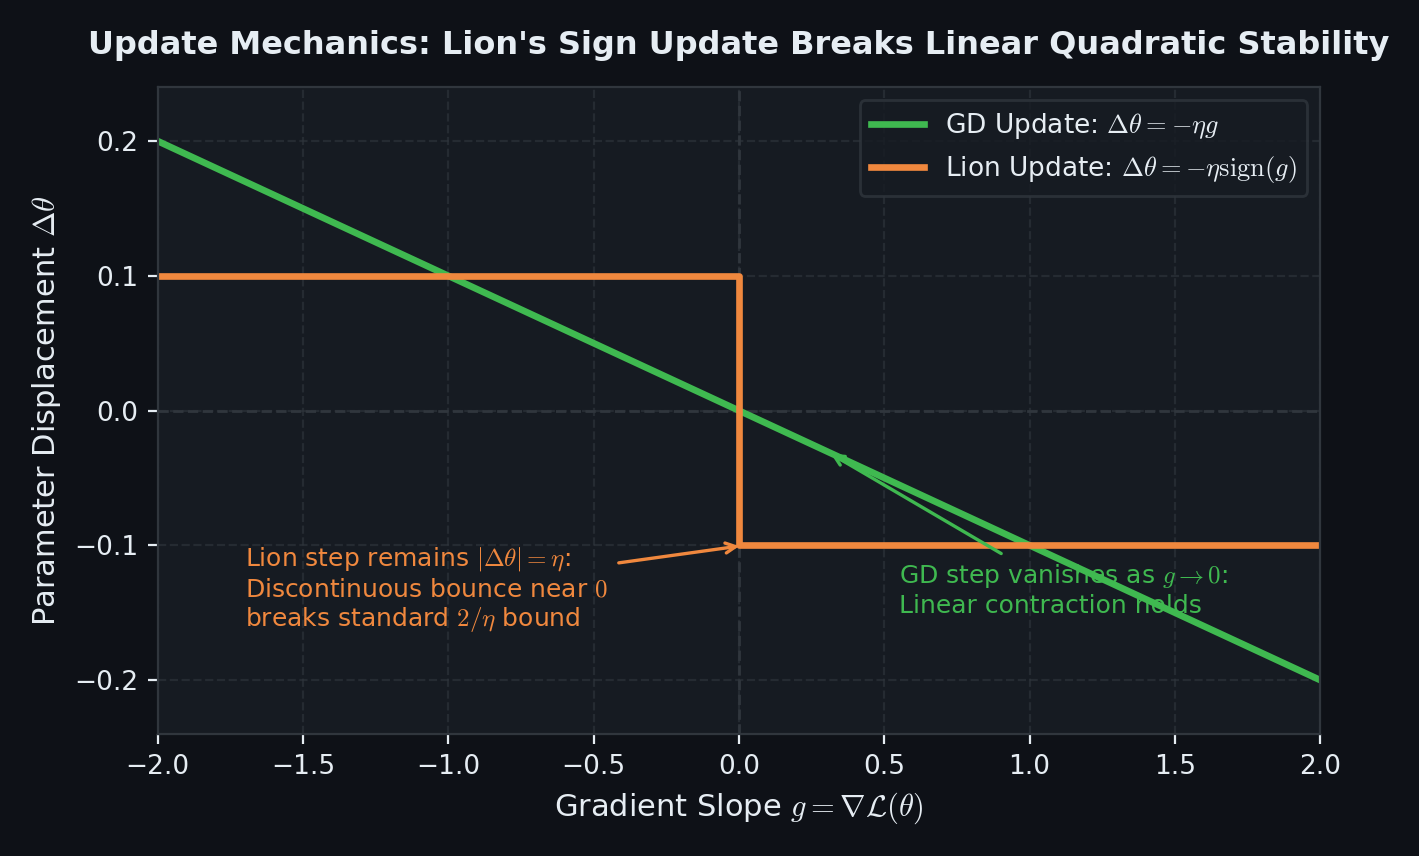 Update Mechanics: Lion's Sign Update Breaks Linear Quadratic Stability
GD Update: Δθ = −ηg
Lion Update: Δθ = −ηsign(g)
Parameter Displacement Δθ
0.2
0.1
0.0
−0.1
−0.2
Lion step remains |Δθ| = η:
Discontinuous bounce near 0
breaks standard 2/η bound
GD step vanishes as g → 0:
Linear contraction holds
−2.0 −1.5 −1.0 −0.5 0.0 0.5 1.0 1.5 2.0
Gradient Slope g = ∇ℒ(θ)